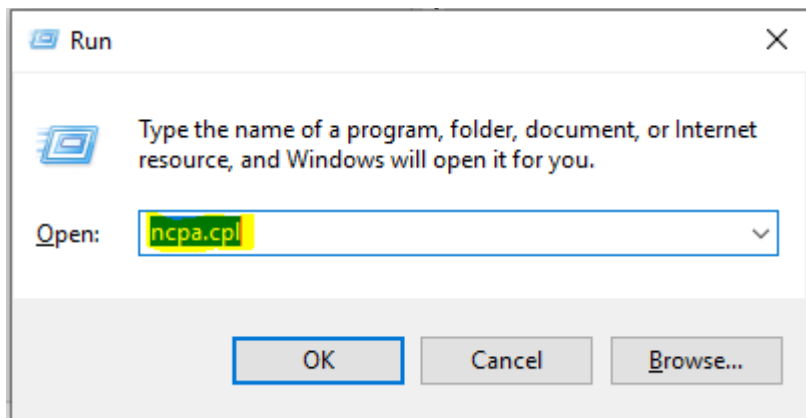 Run
Type the name of a program, folder, document, or Internet
resource, and Windows will open it for you.
Open:
ncpa.cpl
OK
Cancel
Browse...